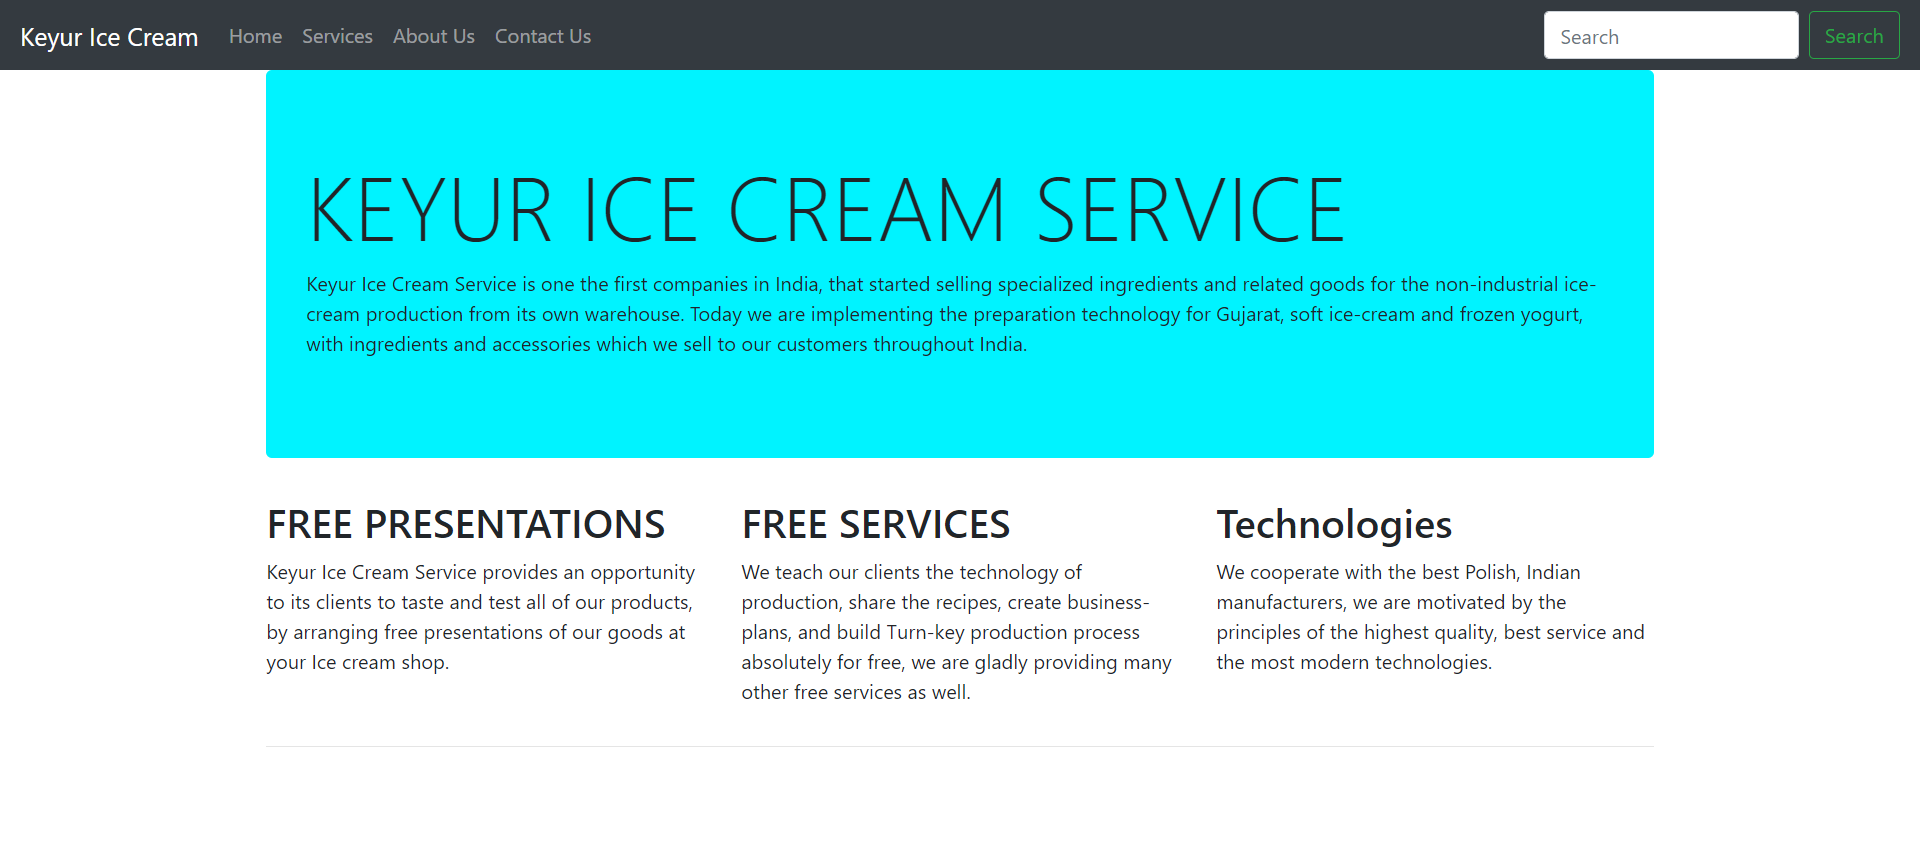 Keyur Ice Cream Home Services About Us Contact Us Search Search
KEYUR ICE CREAM SERVICE
Keyur Ice Cream Service is one the first companies in India, that started selling specialized ingredients and related goods for the non-industrial ice-
cream production from its own warehouse. Today we are implementing the preparation technology for Gujarat, soft ice-cream and frozen yogurt,
with ingredients and accessories which we sell to our customers throughout India.
FREE PRESENTATIONS
Keyur Ice Cream Service provides an opportunity
to its clients to taste and test all of our products,
by arranging free presentations of our goods at
your Ice cream shop.
FREE SERVICES
We teach our clients the technology of
production, share the recipes, create business-
plans, and build Turn-key production process
absolutely for free, we are gladly providing many
other free services as well.
Technologies
We cooperate with the best Polish, Indian
manufacturers, we are motivated by the
principles of the highest quality, best service and
the most modern technologies.